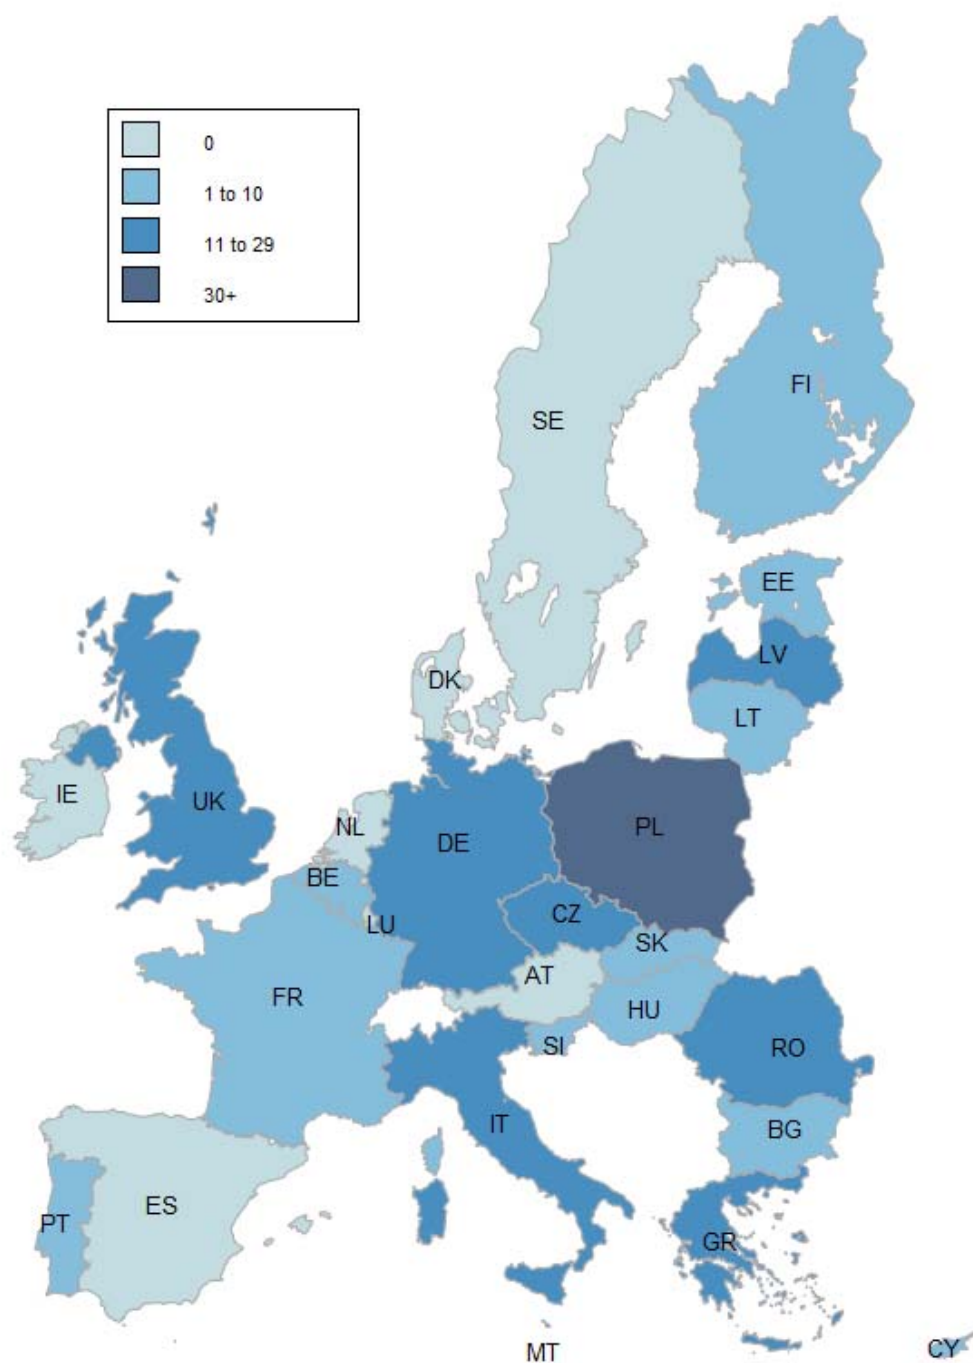 0
1 to 10
11 to 29
30+
FI
SE
EE
LV
DK
LT
IE
UK
NL
DE
PL
BE
CZ
LU
SK
AT
FR
HU
SI
RO
IT
BG
ES
PT
GR
MT
CY